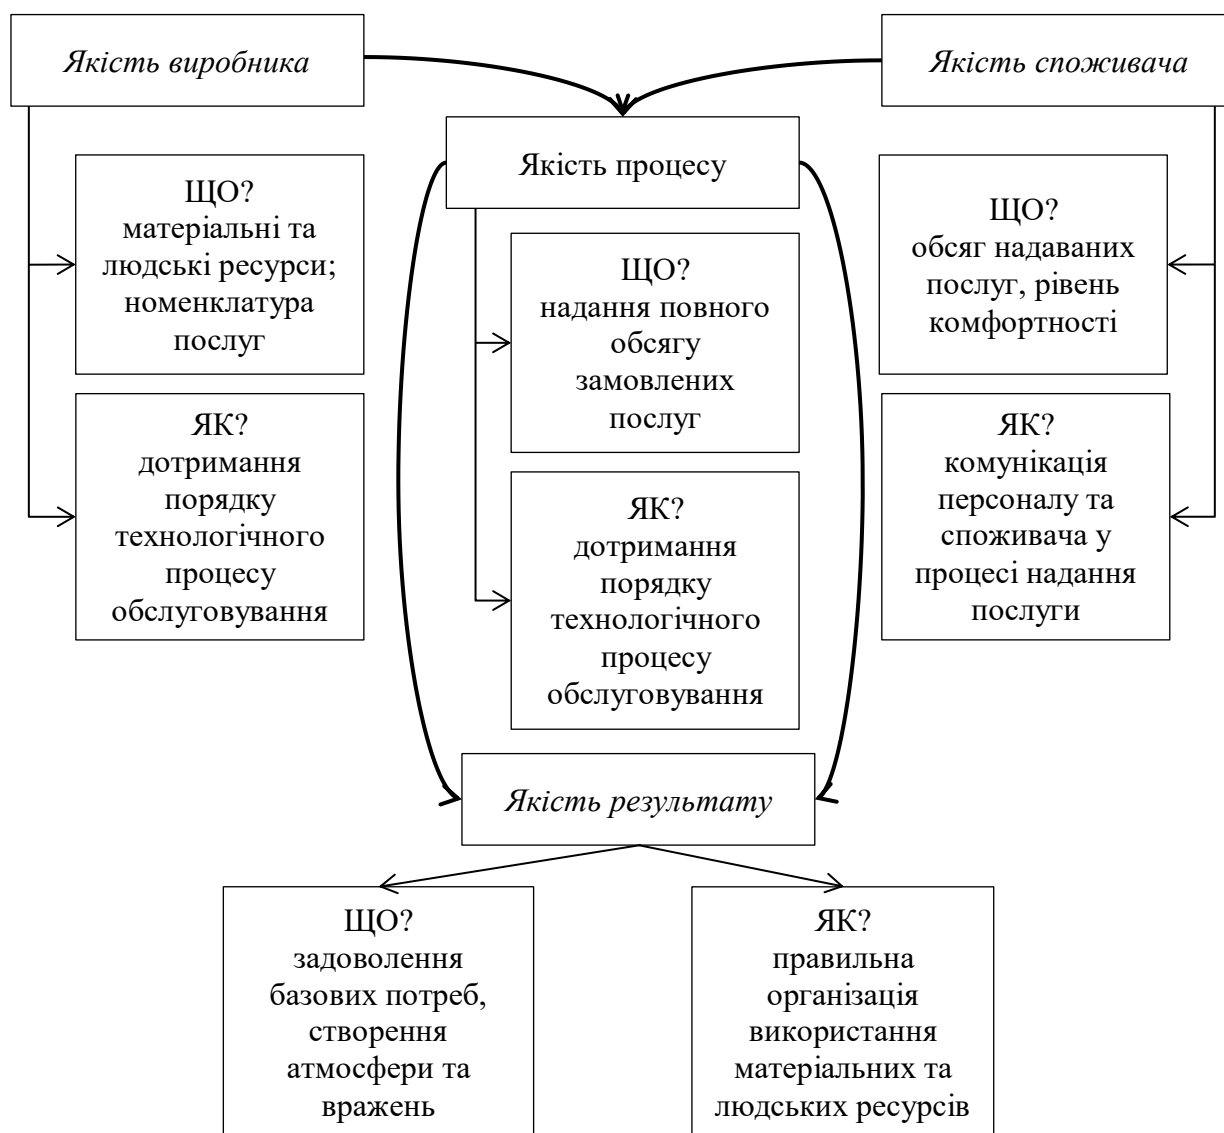 Якість виробника
Якість споживача
Якість процесу
ЩО?
матеріальні та
людські ресурси;
номенклатура
послуг
ЯК?
дотримання
порядку
технологічного
процесу
обслуговування
ЩО?
надання повного
обсягу
замовлених
послуг
ЯК?
дотримання
порядку
технологічного
процесу
обслуговування
ЩО?
обсяг надаваних
послуг, рівень
комфортності
ЯК?
комунікація
персоналу та
споживача у
процесі надання
послуги
Якість результату
ЩО?
задоволення
базових потреб,
створення
атмосфери та
вражень
ЯК?
правильна
організація
використання
матеріальних та
людських ресурсів